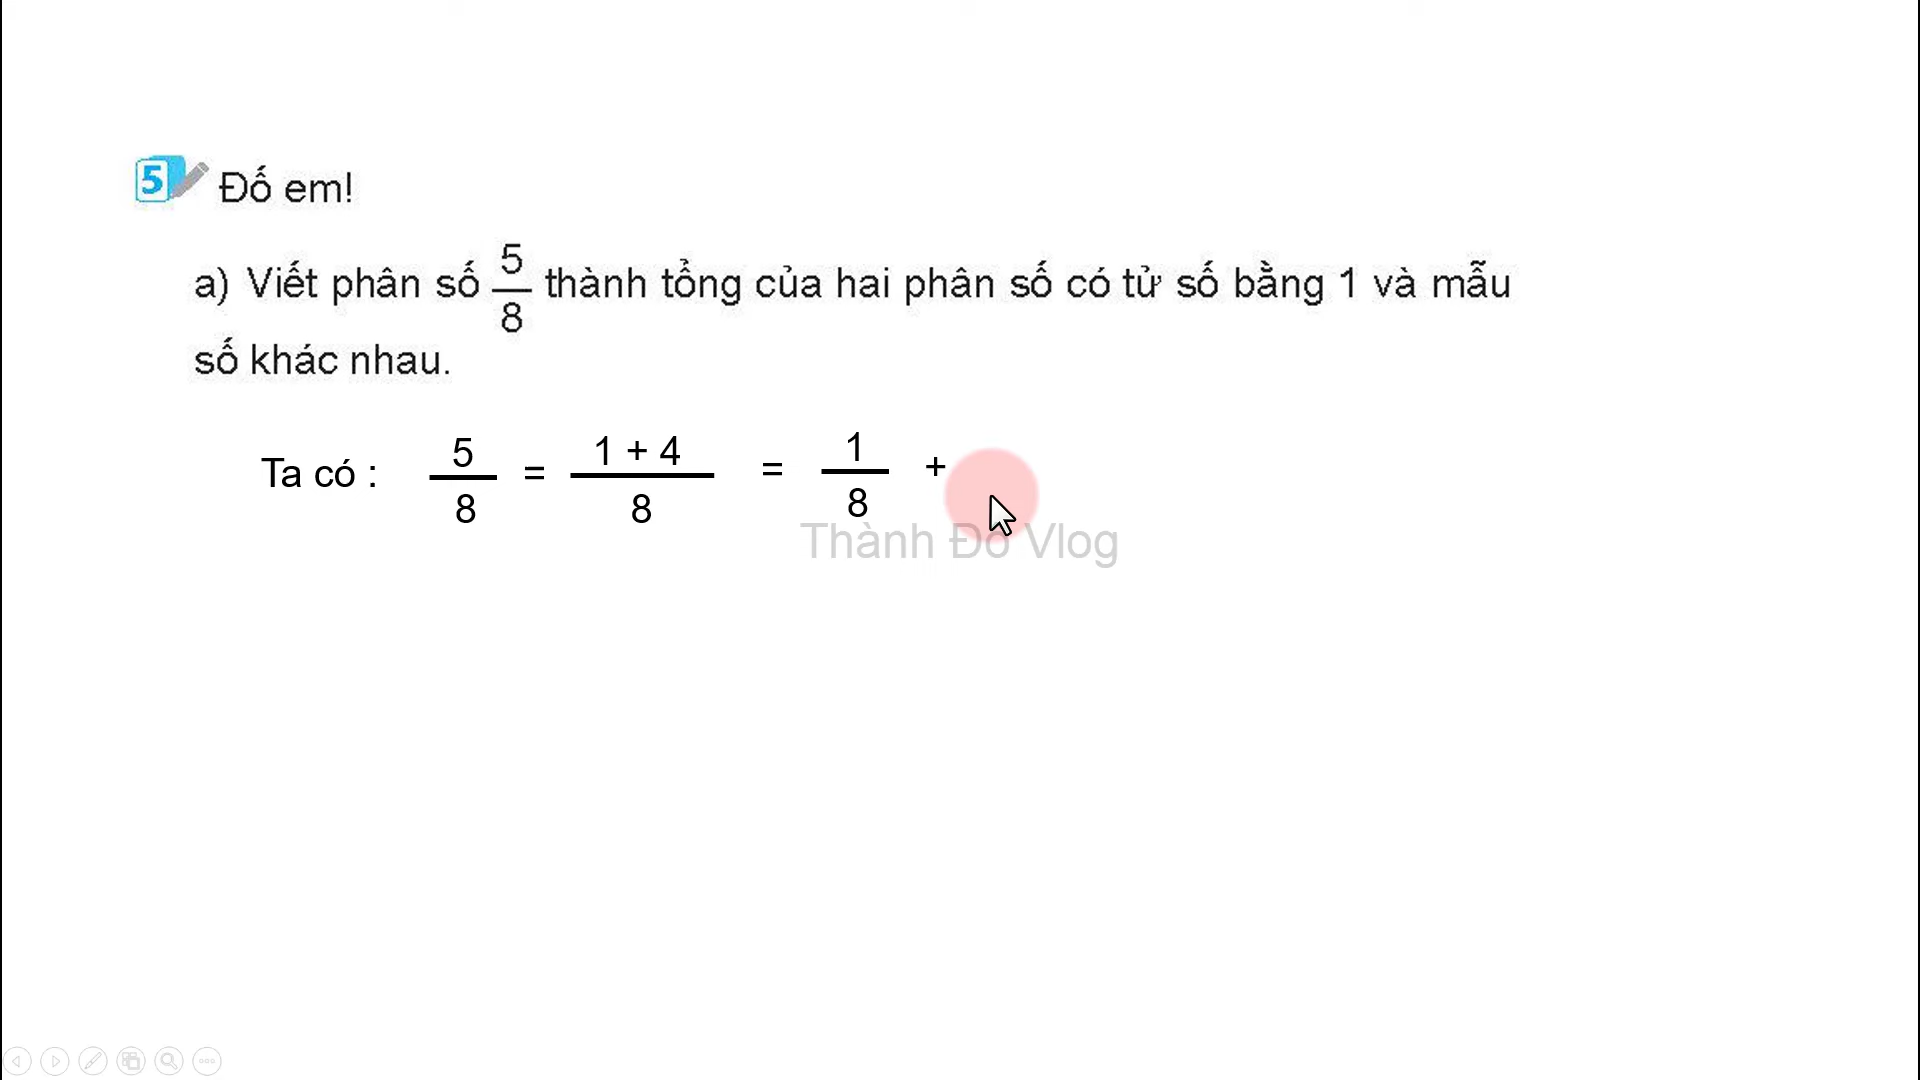 5 Đố em!
a) Viết phân số 5/8 thành tổng của hai phân số có tử số bằng 1 và mẫu
số khác nhau.
Ta có : 5/8 = 1 + 4/8 = 1/8 +
Thành Đô Vlog